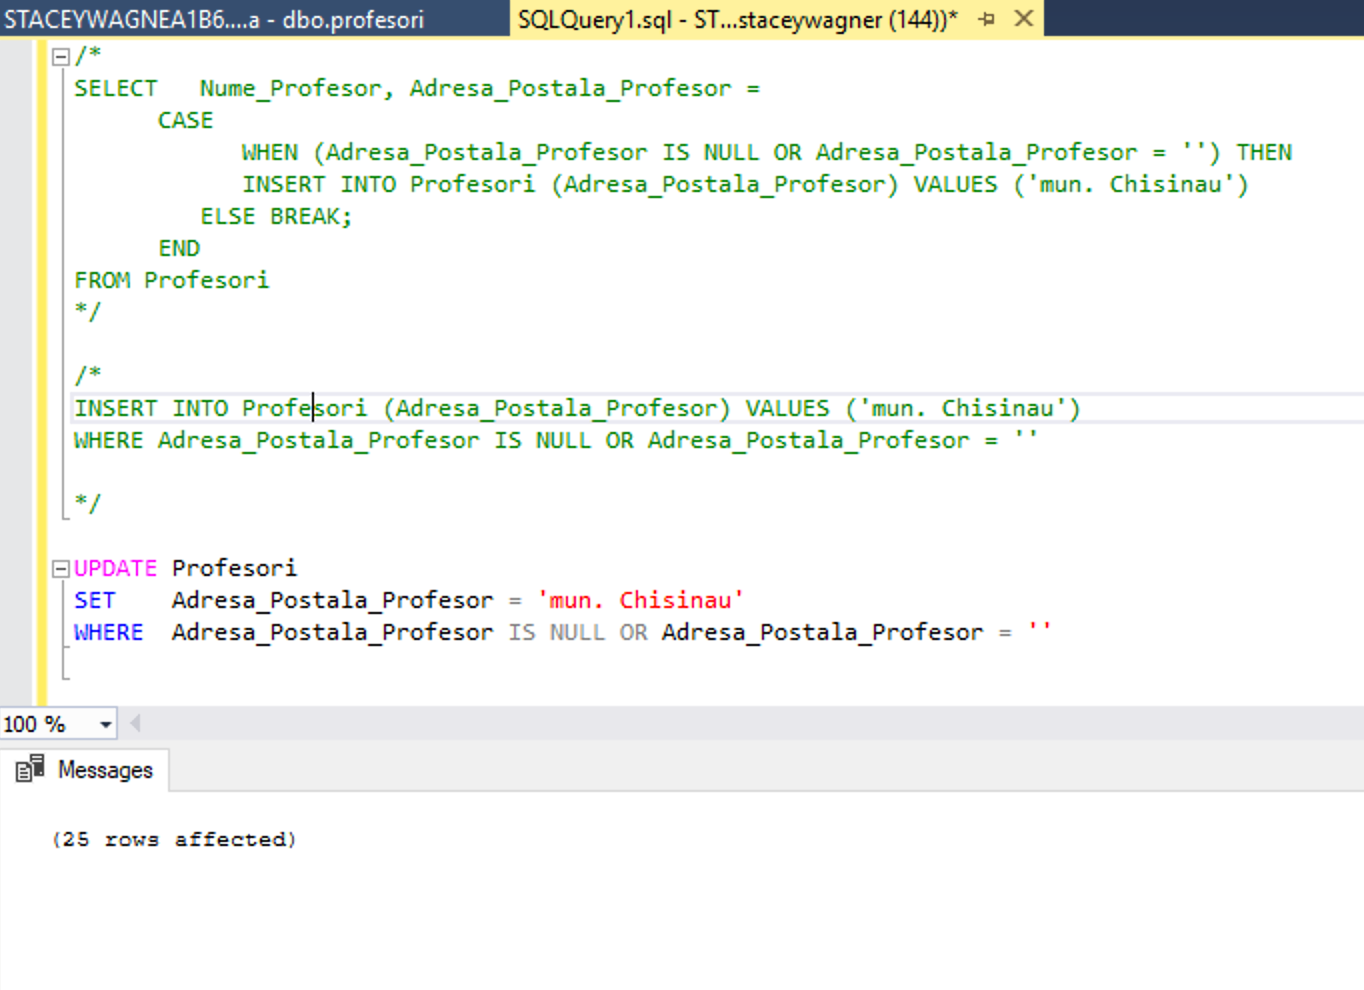 STACEYWAGNEA1B6....a - dbo.profesori
SQLQuery1.sql - ST...staceywagner (144))*
/*
SELECT   Nume_Profesor, Adresa_Postala_Profesor =
CASE
WHEN (Adresa_Postala_Profesor IS NULL OR Adresa_Postala_Profesor = '') THEN
INSERT INTO Profesori (Adresa_Postala_Profesor) VALUES ('mun. Chisinau')
ELSE BREAK;
END
FROM Profesori
*/
/*
INSERT INTO Profesori (Adresa_Postala_Profesor) VALUES ('mun. Chisinau')
WHERE Adresa_Postala_Profesor IS NULL OR Adresa_Postala_Profesor = ''
*/
UPDATE Profesori
SET    Adresa_Postala_Profesor = 'mun. Chisinau'
WHERE  Adresa_Postala_Profesor IS NULL OR Adresa_Postala_Profesor = ''
100 %
Messages
(25 rows affected)